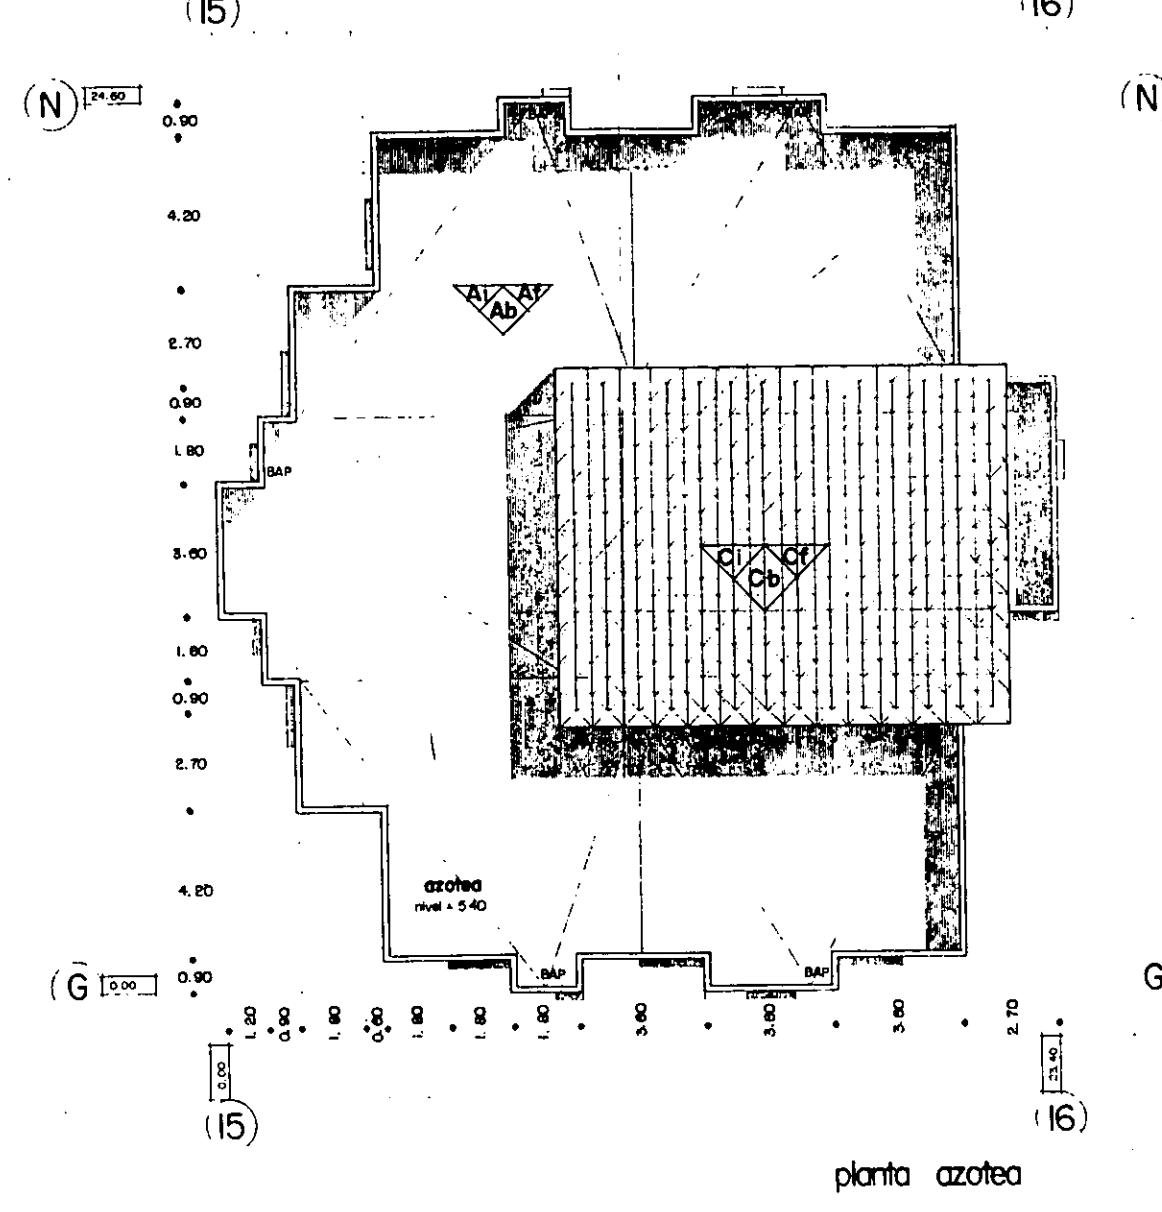 (15) (16)
(N) 24.60 (N
0.90
4.20
Ai Af
Ab
2.70
0.90
1.80
BAP
3.60
Ci Cf
Cb
1.80
0.90
2.70
4.20
azotea
nivel + 5.40
0.90
BAP BAP
(G 0.00 G
1.20 0.90 1.80 0.60 1.80 1.80 1.80 3.60 3.60 3.60 2.70
0.00 23.40
(15) (16)
planta azotea